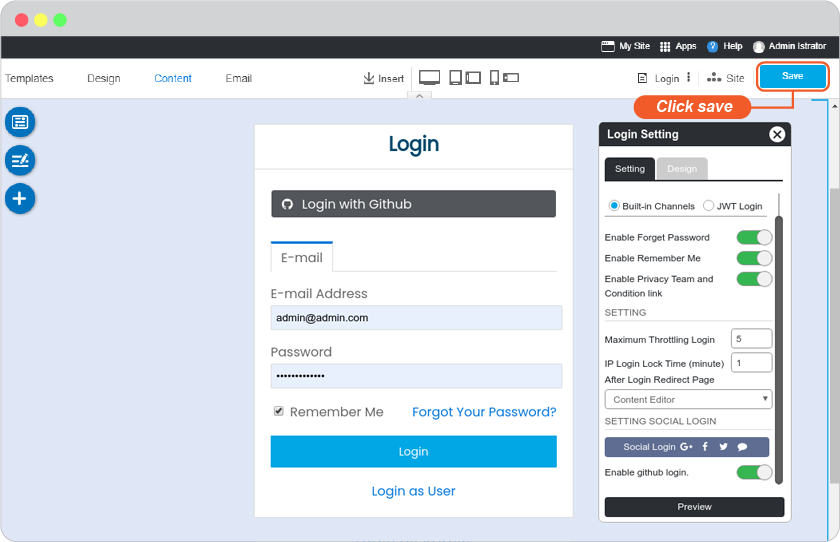 My Site Apps ? Help Admin Istrator
Templates Design Content Email Insert Login Site Save
Click save
Login
Login with Github
E-mail
E-mail Address
admin@admin.com
Password
•••••••••••••
Remember Me Forgot Your Password?
Login
Login as User
Login Setting
Setting Design
Built-in Channels JWT Login
Enable Forget Password
Enable Remember Me
Enable Privacy Team and
Condition link
SETTING
Maximum Throttling Login 5
IP Login Lock Time (minute) 1
After Login Redirect Page
Content Editor
SETTING SOCIAL LOGIN
Social Login G+ f
Enable github login.
Preview